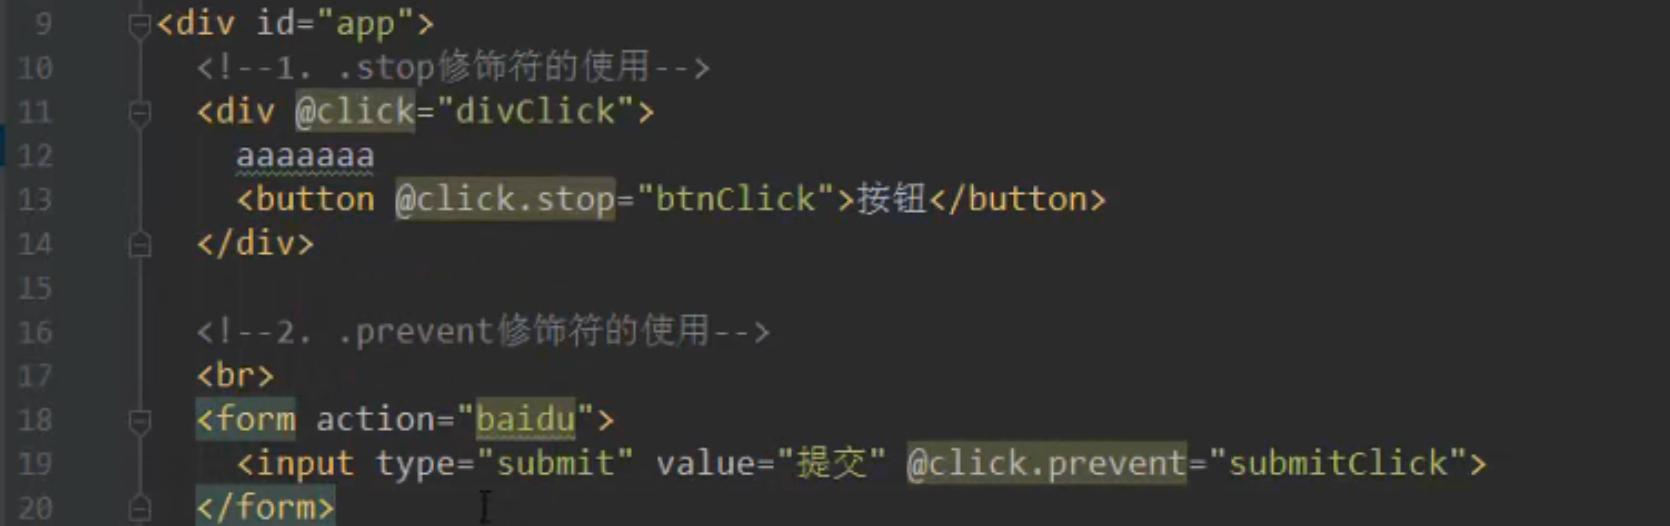 9 <div id="app">
10 <!--1. .stop修饰符的使用-->
11 <div @click="divClick">
12 aaaaaaa
13 <button @click.stop="btnClick">按钮</button>
14 </div>
15
16 <!--2. .prevent修饰符的使用-->
17 <br>
18 <form action="baidu">
19 <input type="submit" value="提交" @click.prevent="submitClick">
20 </form>